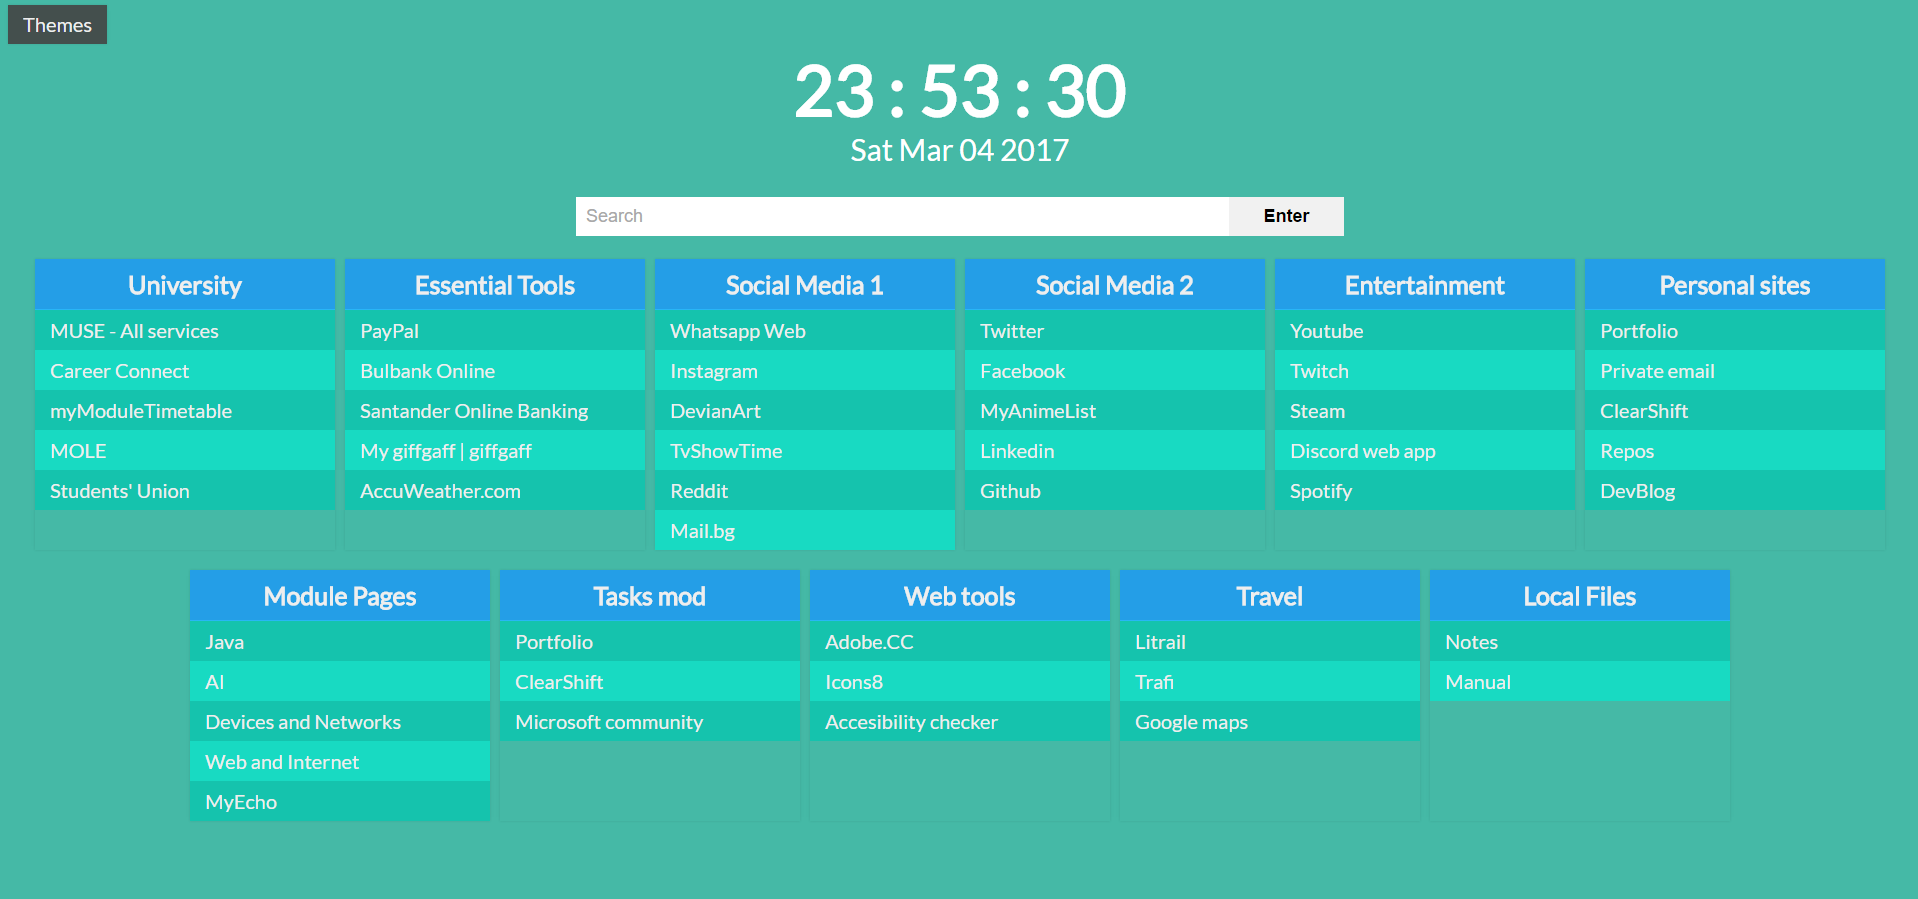 Themes
23 : 53 : 30
Sat Mar 04 2017
Search
Enter
University
MUSE - All services
Career Connect
myModuleTimetable
MOLE
Students' Union
Essential Tools
PayPal
Bulbank Online
Santander Online Banking
My giffgaff | giffgaff
AccuWeather.com
Social Media 1
Whatsapp Web
Instagram
DevianArt
TvShowTime
Reddit
Mail.bg
Social Media 2
Twitter
Facebook
MyAnimeList
Linkedin
Github
Entertainment
Youtube
Twitch
Steam
Discord web app
Spotify
Personal sites
Portfolio
Private email
ClearShift
Repos
DevBlog
Module Pages
Java
AI
Devices and Networks
Web and Internet
MyEcho
Tasks mod
Portfolio
ClearShift
Microsoft community
Web tools
Adobe.CC
Icons8
Accesibility checker
Travel
Litrail
Trafi
Google maps
Local Files
Notes
Manual